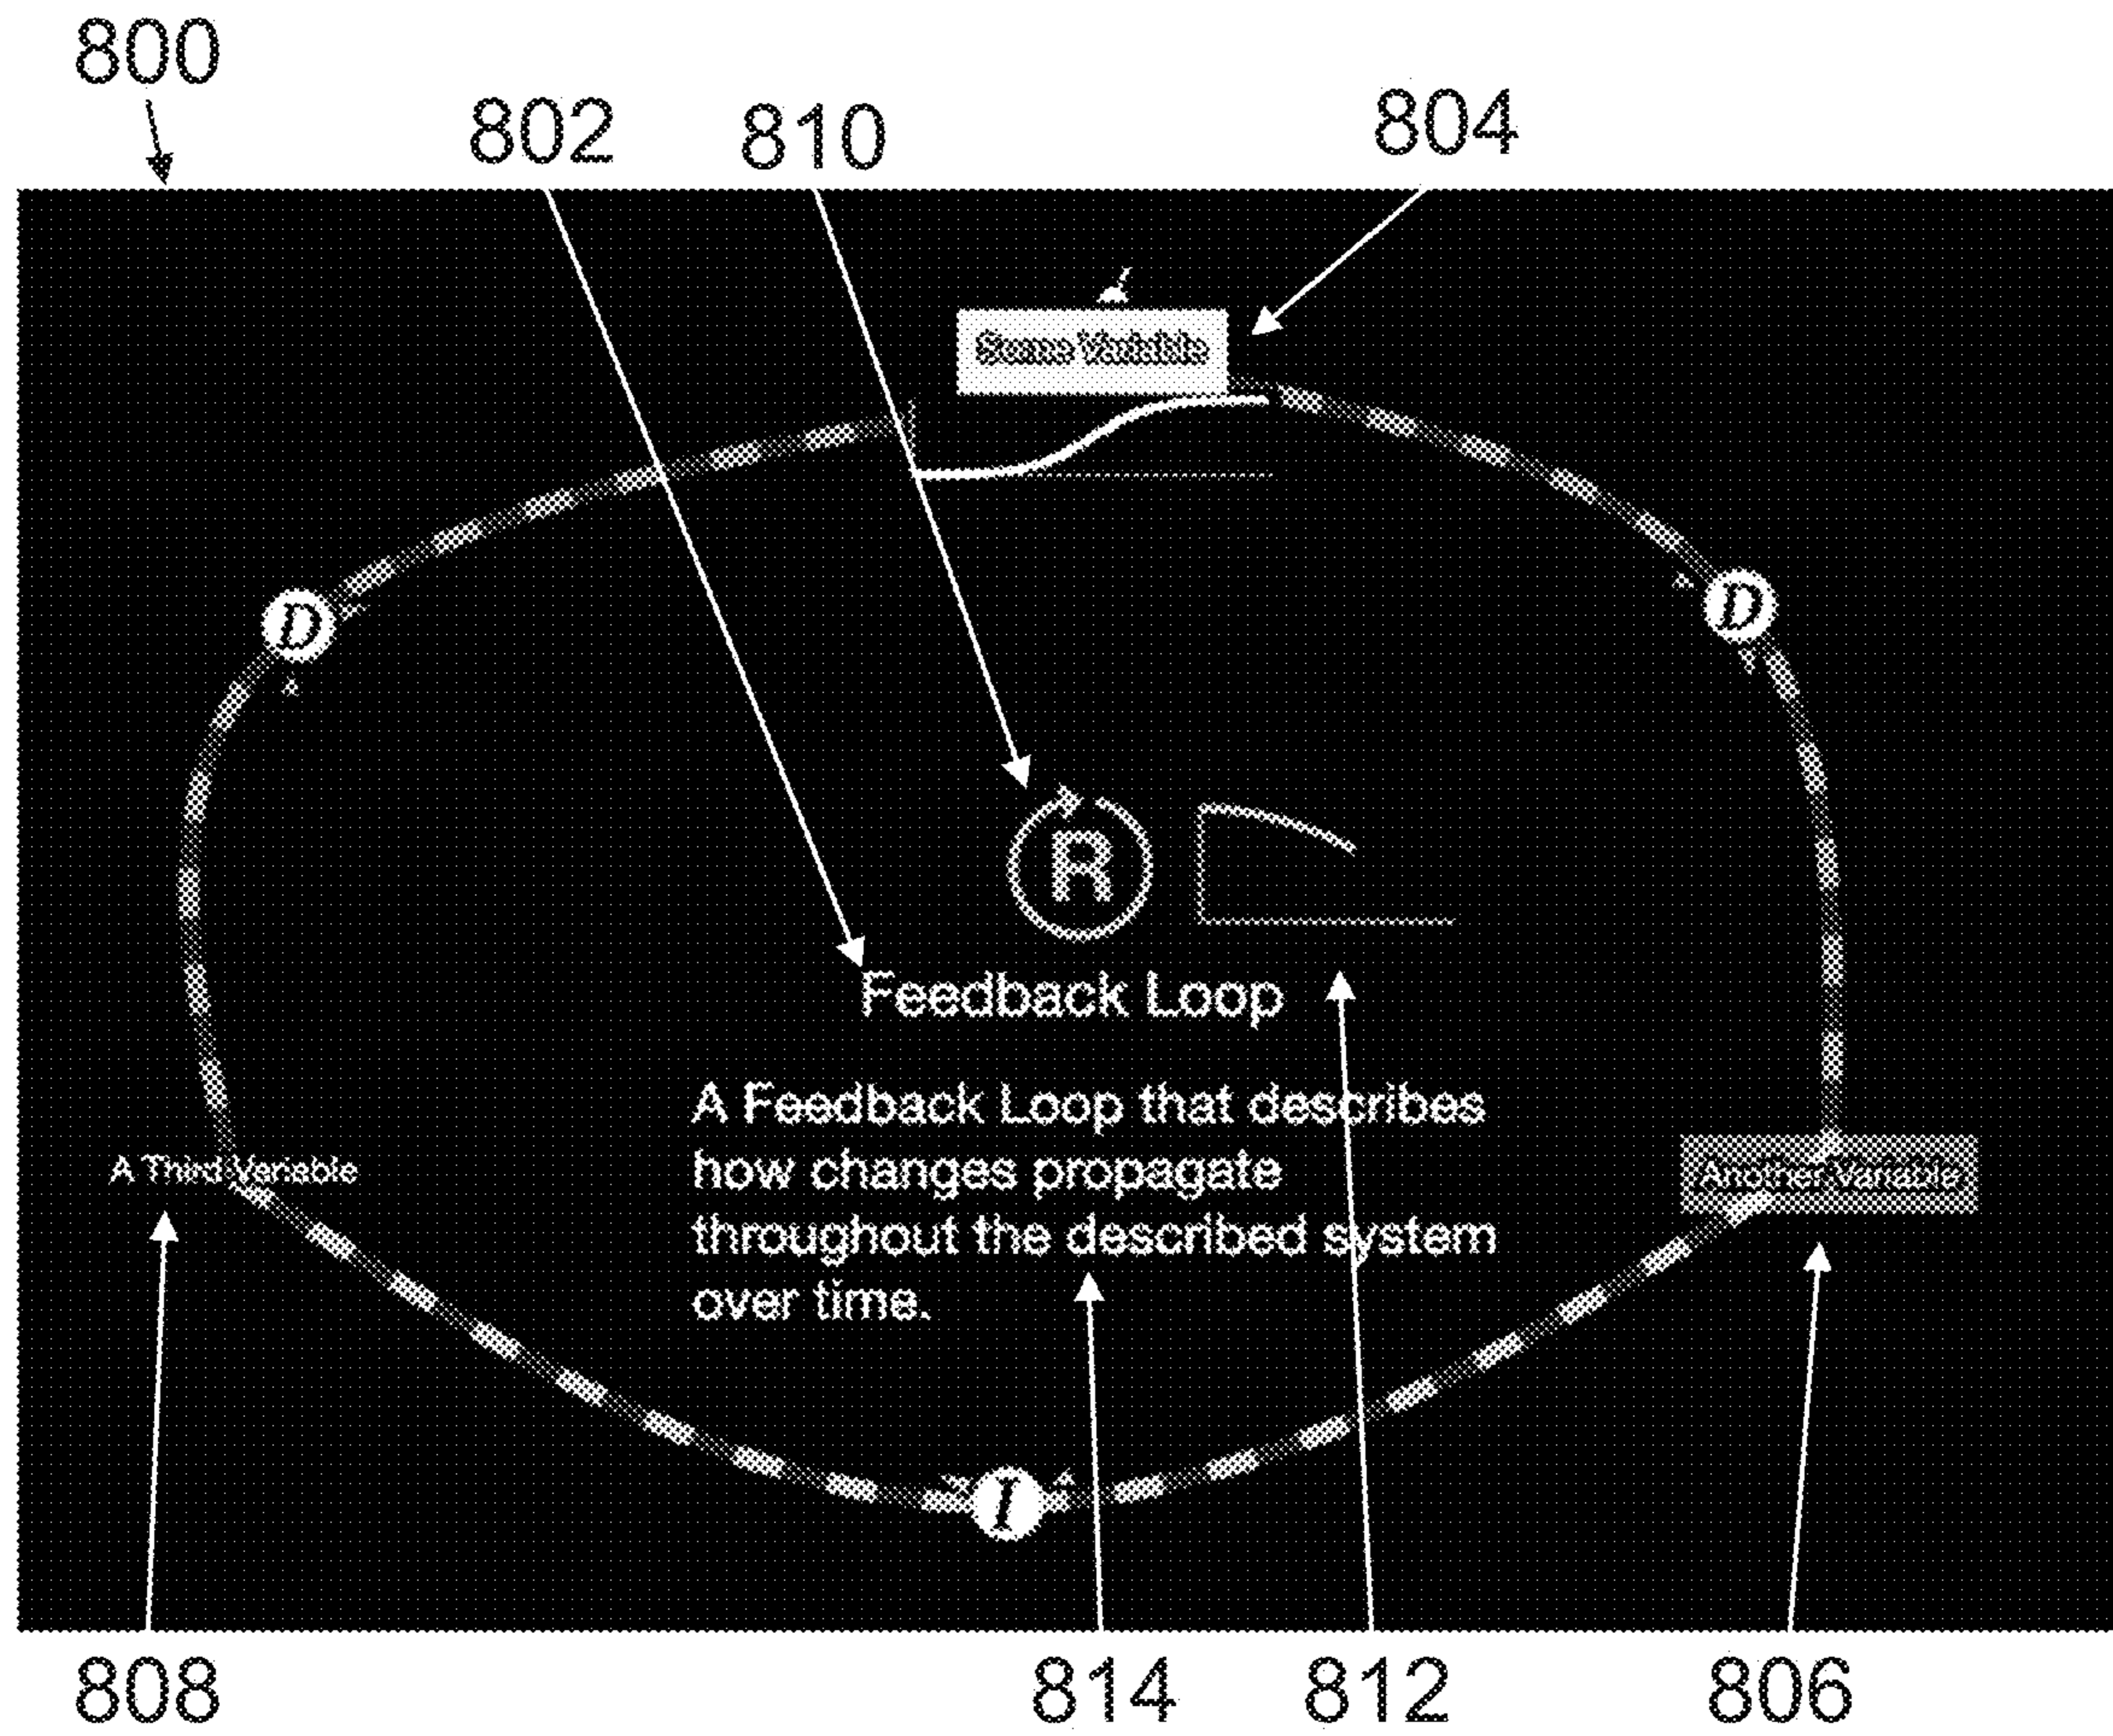 800
802
810
804
Some Variable
D
D
R
Feedback Loop
A Feedback Loop that describes
how changes propagate
throughout the described system
over time.
A Third Variable
Another Variable
I
808
814
812
806